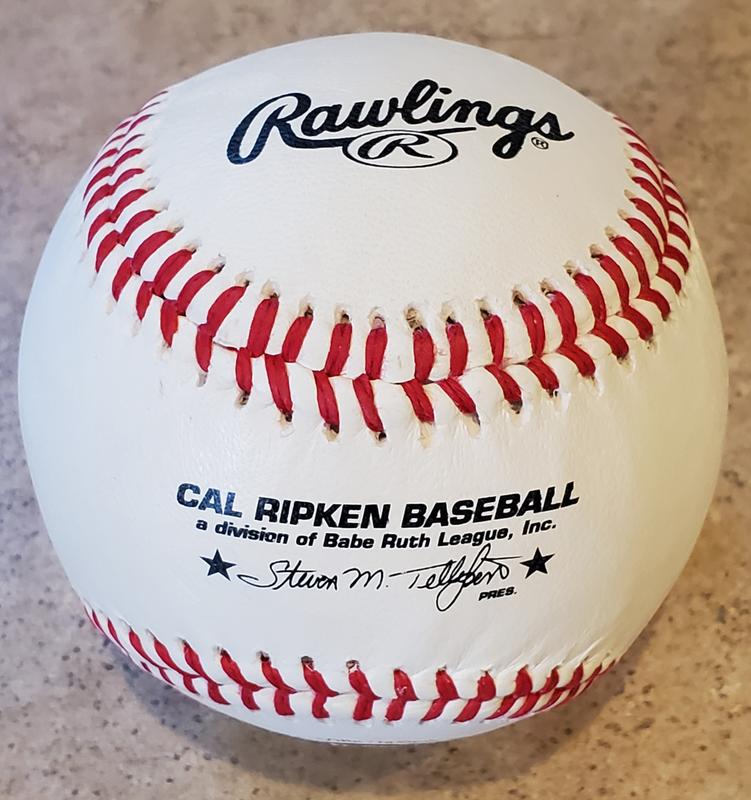 Rawlings
R ®
CAL RIPKEN BASEBALL
a division of Babe Ruth League, Inc.
Steven M. Tellefsen
PRES.